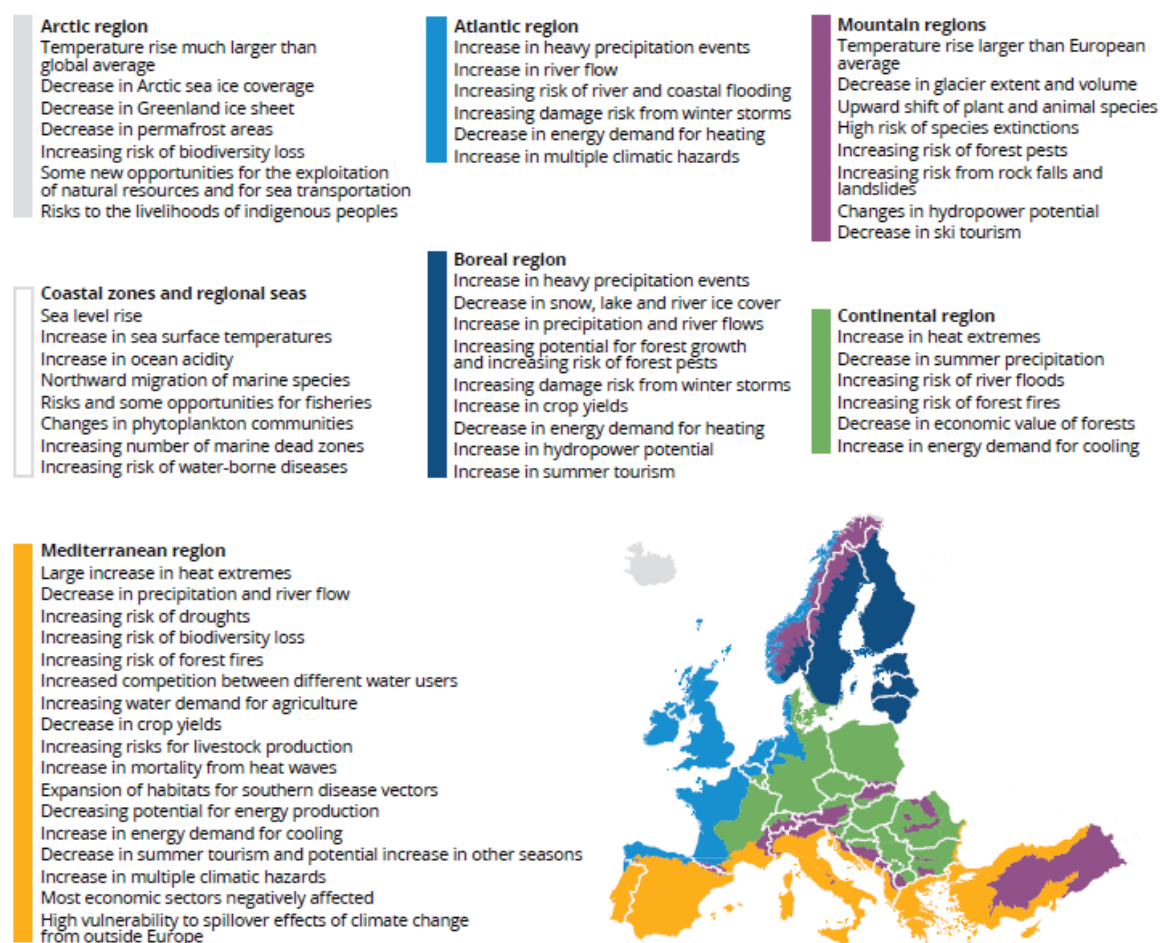 Arctic region
Temperature rise much larger than
global average
Decrease in Arctic sea ice coverage
Decrease in Greenland ice sheet
Decrease in permafrost areas
Increasing risk of biodiversity loss
Some new opportunities for the exploitation
of natural resources and for sea transportation
Risks to the livelihoods of indigenous peoples
Atlantic region
Increase in heavy precipitation events
Increase in river flow
Increasing risk of river and coastal flooding
Increasing damage risk from winter storms
Decrease in energy demand for heating
Increase in multiple climatic hazards
Mountain regions
Temperature rise larger than European
average
Decrease in glacier extent and volume
Upward shift of plant and animal species
High risk of species extinctions
Increasing risk of forest pests
Increasing risk from rock falls and
landslides
Changes in hydropower potential
Decrease in ski tourism
Coastal zones and regional seas
Sea level rise
Increase in sea surface temperatures
Increase in ocean acidity
Northward migration of marine species
Risks and some opportunities for fisheries
Changes in phytoplankton communities
Increasing number of marine dead zones
Increasing risk of water-borne diseases
Boreal region
Increase in heavy precipitation events
Decrease in snow, lake and river ice cover
Increase in precipitation and river flows
Increasing potential for forest growth
and increasing risk of forest pests
Increasing damage risk from winter storms
Increase in crop yields
Decrease in energy demand for heating
Increase in hydropower potential
Increase in summer tourism
Continental region
Increase in heat extremes
Decrease in summer precipitation
Increasing risk of river floods
Increasing risk of forest fires
Decrease in economic value of forests
Increase in energy demand for cooling
Mediterranean region
Large increase in heat extremes
Decrease in precipitation and river flow
Increasing risk of droughts
Increasing risk of biodiversity loss
Increasing risk of forest fires
Increased competition between different water users
Increasing water demand for agriculture
Decrease in crop yields
Increasing risks for livestock production
Increase in mortality from heat waves
Expansion of habitats for southern disease vectors
Decreasing potential for energy production
Increase in energy demand for cooling
Decrease in summer tourism and potential increase in other seasons
Increase in multiple climatic hazards
Most economic sectors negatively affected
High vulnerability to spillover effects of climate change
from outside Europe